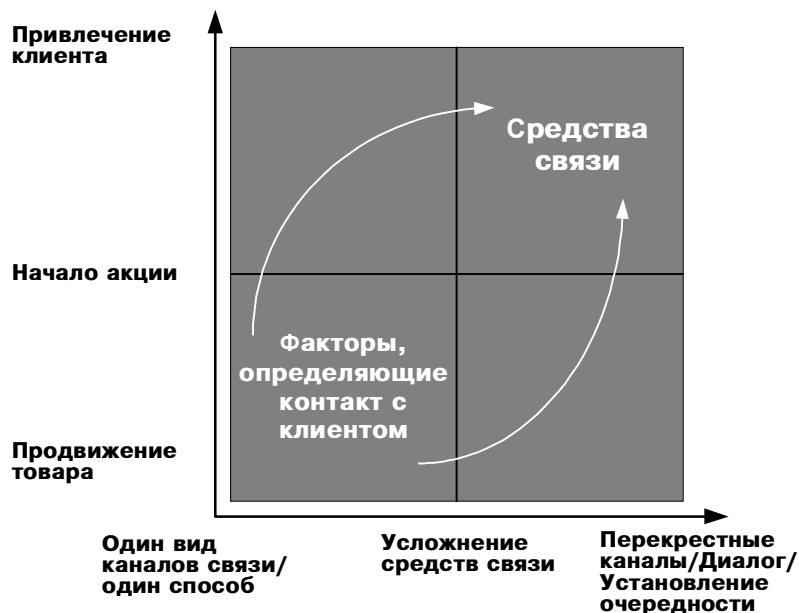 Привлечение
клиента
Средства
связи
Начало акции
Факторы,
определяющие
контакт с
клиентом
Продвижение
товара
Один вид
каналов связи/
один способ
Усложнение
средств связи
Перекрестные
каналы/Диалог/
Установление
очередности